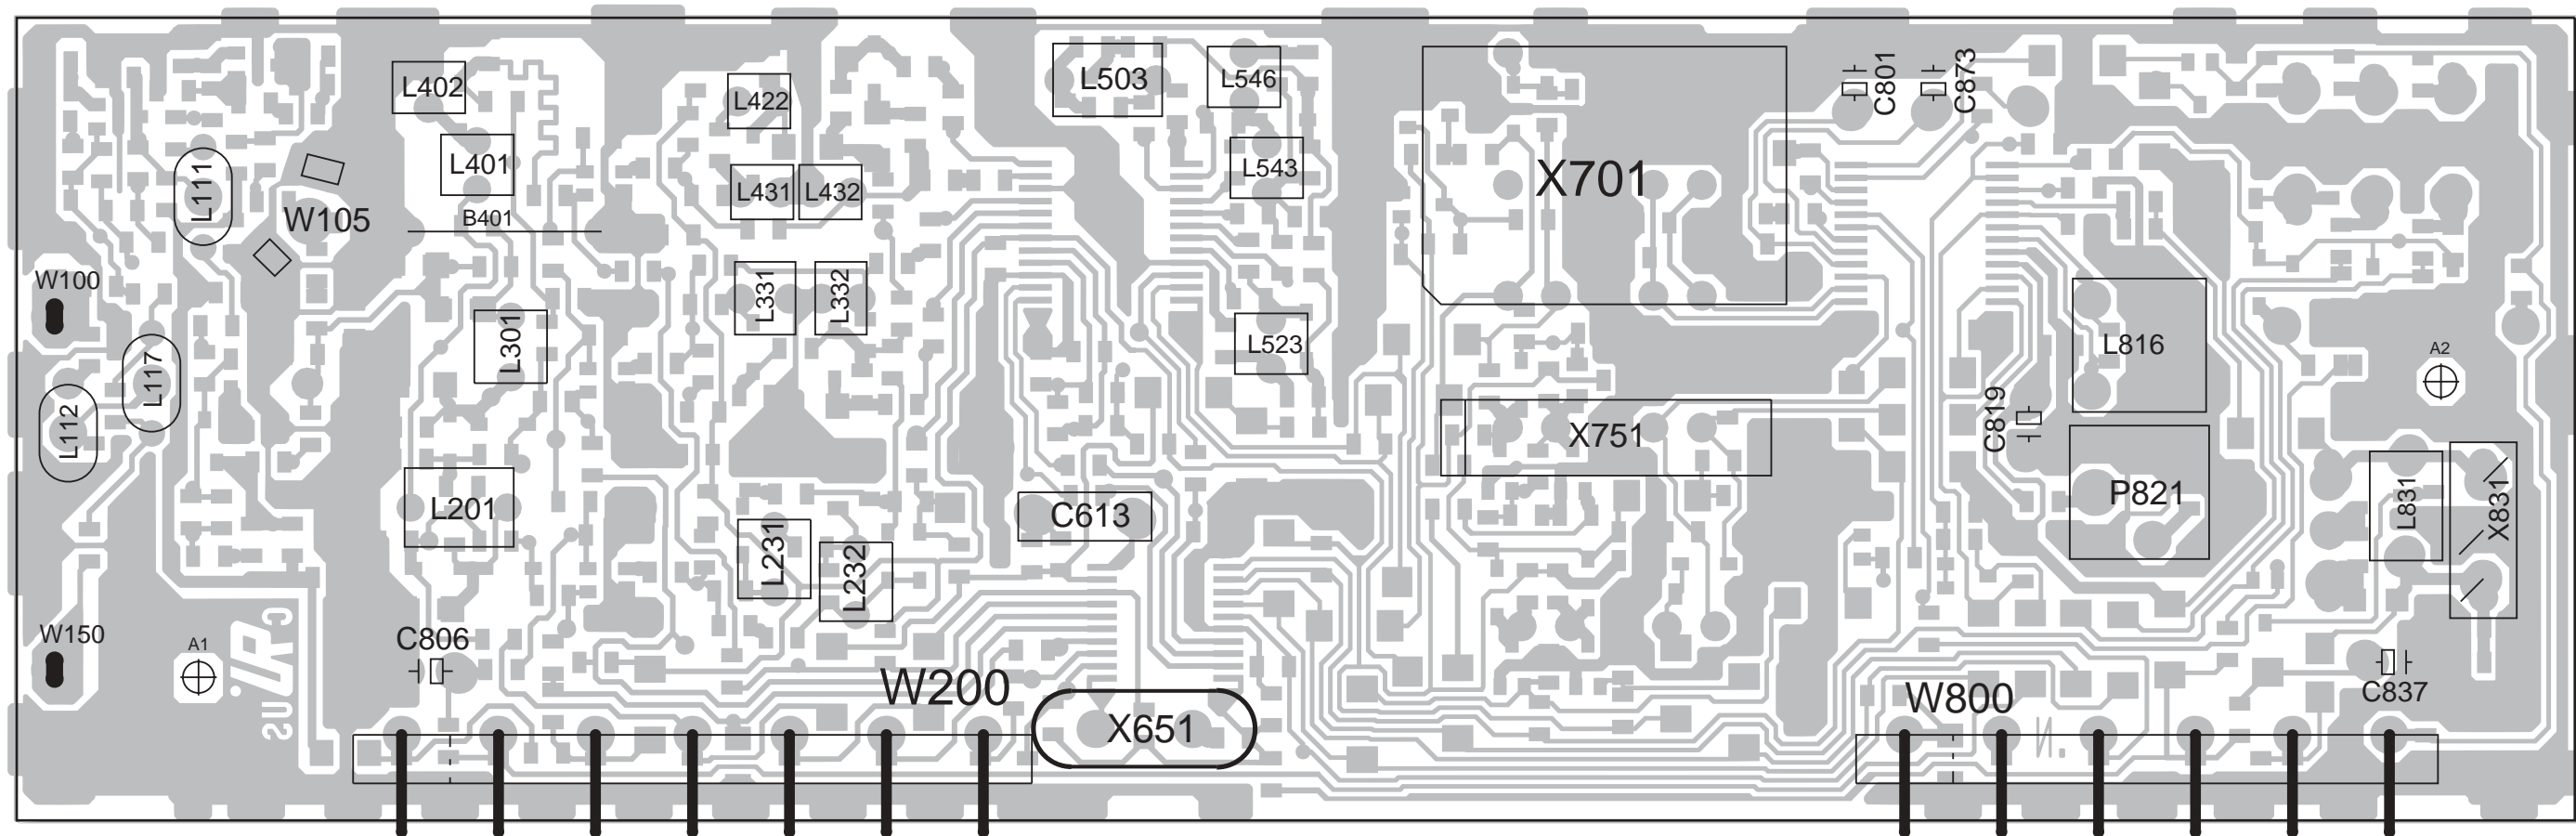 L402
L422
L503
L546
C801
C873
L401
L111
W105
B401
L431
L432
L543
X701
W100
L331
L332
L301
L523
L816
A2
L117
L112
C819
X751
L201
C613
P821
L831
X831
L231
L232
W150
A1
C806
W200
X651
W800
C837
И.